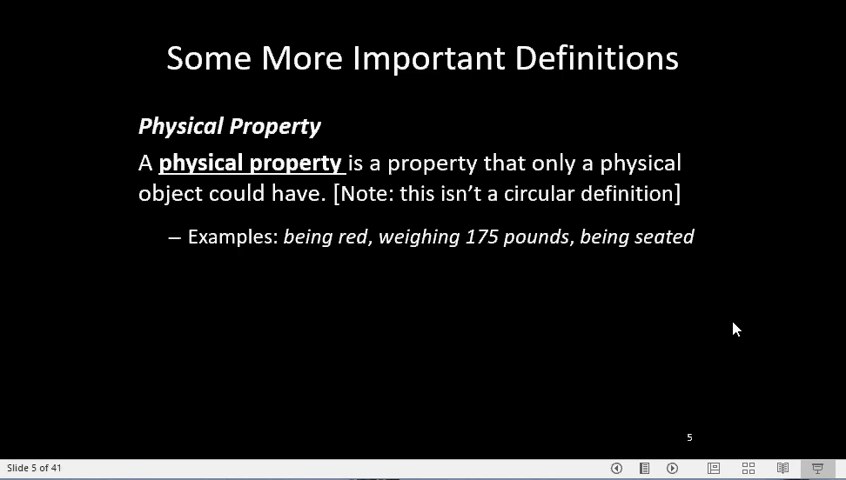 Some More Important Definitions
Physical Property
A physical property is a property that only a physical
object could have. [Note: this isn’t a circular definition]
– Examples: being red, weighing 175 pounds, being seated
5
Slide 5 of 41